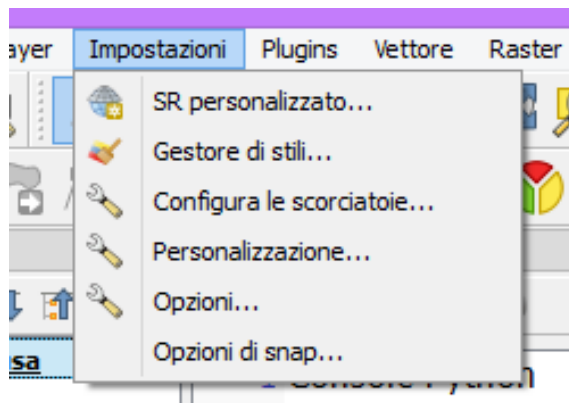 ayer Impostazioni Plugins Vettore Raster
SR personalizzato...
Gestore di stili...
Configura le scorciatoie...
Personalizzazione...
Opzioni...
Opzioni di snap...
sa